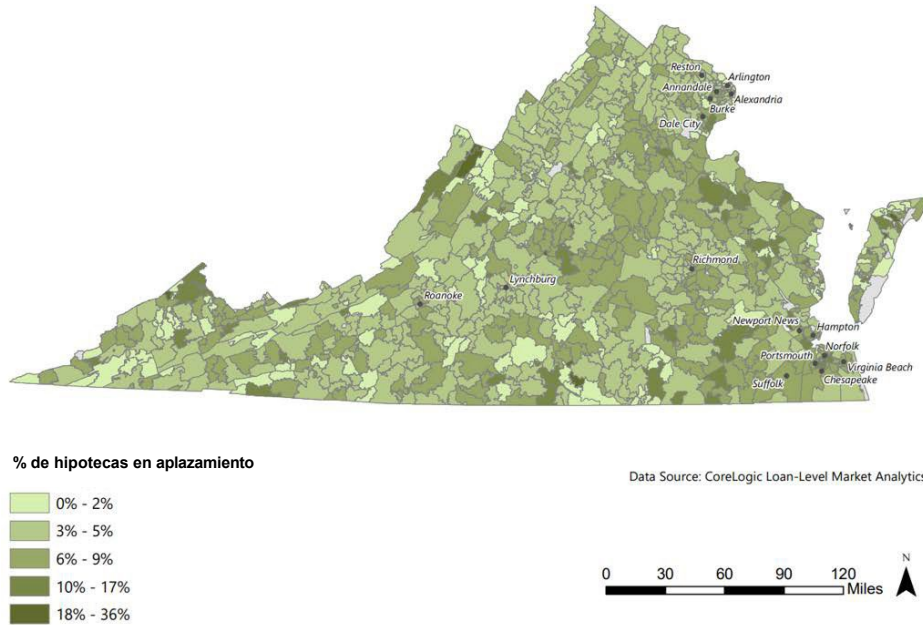 Reston
Arlington
Annandale
Alexandria
Burke
Dale City
Richmond
Lynchburg
Roanoke
Newport News
Hampton
Norfolk
Portsmouth
Virginia Beach
Suffolk
Chesapeake
% de hipotecas en aplazamiento
Data Source: CoreLogic Loan-Level Market Analytics
0% - 2%
3% - 5%
6% - 9%
10% - 17%
18% - 36%
N
0 30 60 90 120
Miles